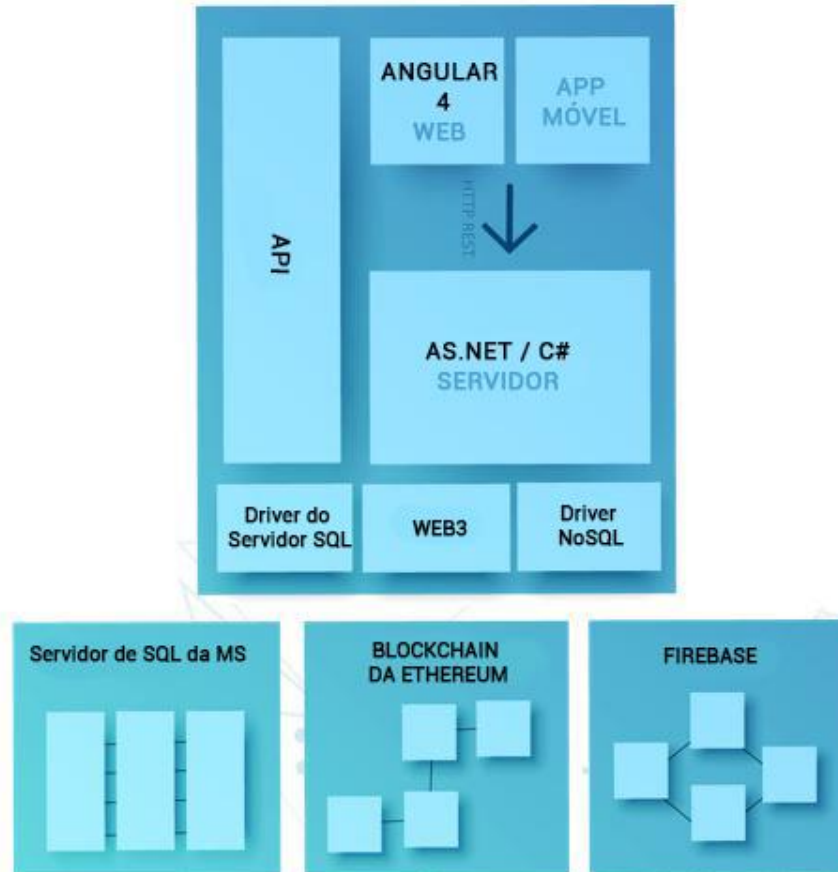 API
ANGULAR
4
WEB
APP
MÓVEL
HTTP REST
AS.NET / C#
SERVIDOR
Driver do
Servidor SQL
WEB3
Driver
NoSQL
Servidor de SQL da MS
BLOCKCHAIN
DA ETHEREUM
FIREBASE